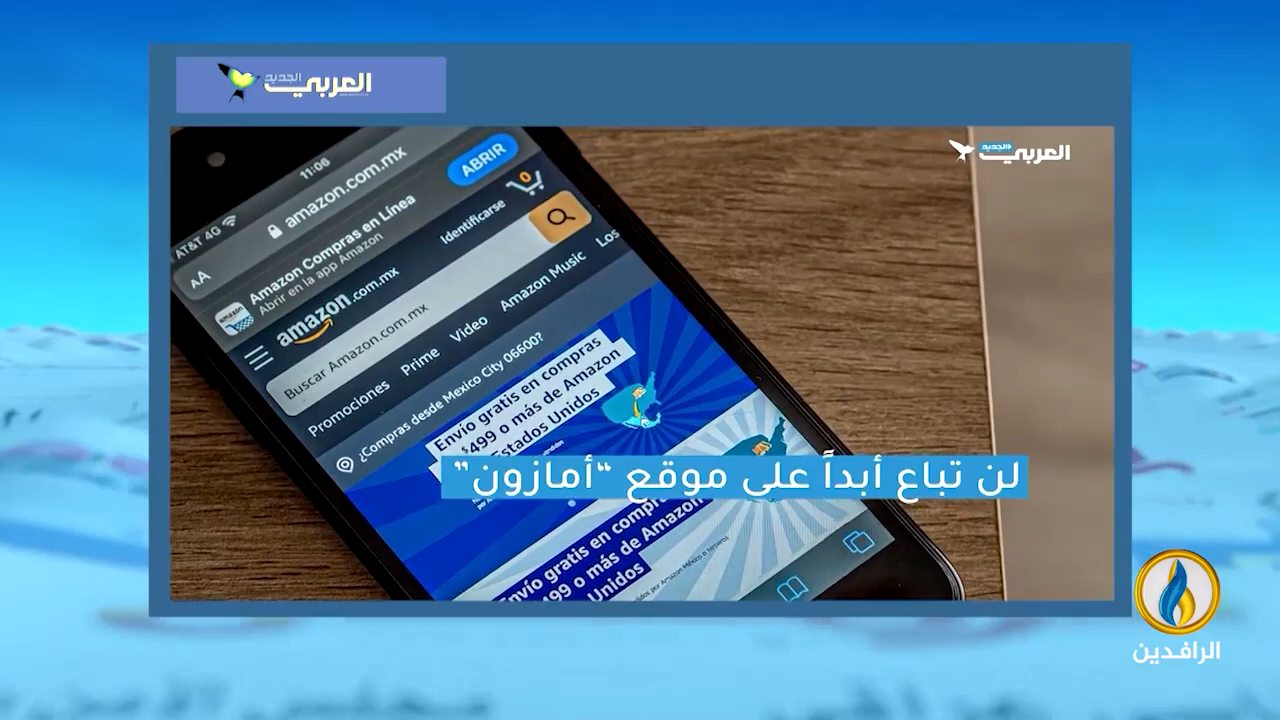 العربي الجديد
العربي الجديد
11:06
AT&T 4G
AA
amazon.com.mx
ABRIR
Amazon Compras en Línea
Abrir en la app Amazon
amazon.com.mx
Identificarse
0
Buscar Amazon.com.mx
Promociones Prime Video Amazon Music Los
¿Compras desde Mexico City 06600?
Envío gratis en compras
$499 o más de Amazon
Estados Unidos
لن تباع أبداً على موقع “أمازون”
Envío gratis en compr
499 o más de Amazon
Unidos
الرافدين